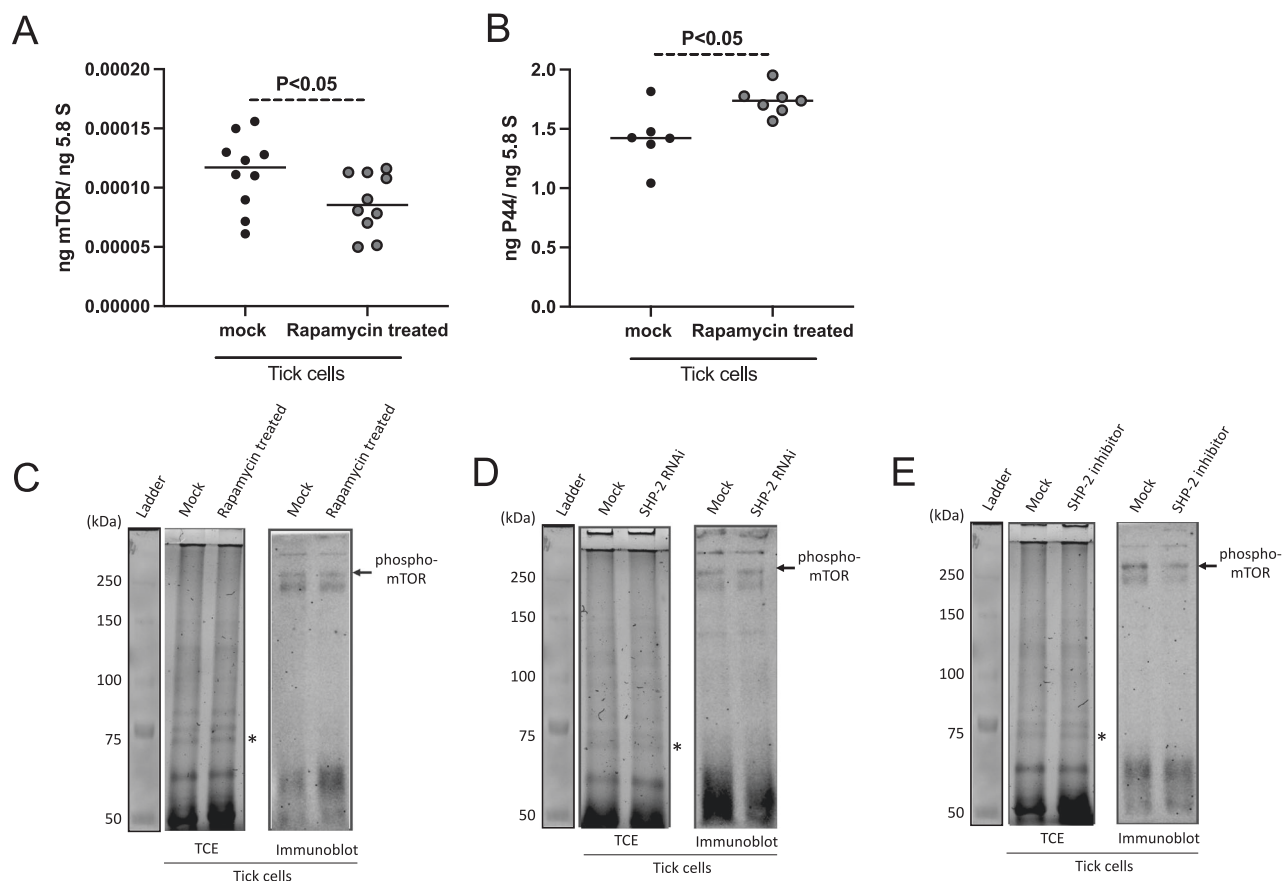 A
P<0.05
ng mTOR/ ng 5.8 S
0.00020
0.00015
0.00010
0.00005
0.00000
mock
Rapamycin treated
Tick cells
B
P<0.05
ng P44/ ng 5.8 S
2.0
1.5
1.0
0.5
0.0
mock
Rapamycin treated
Tick cells
C
Ladder
Mock
Rapamycin treated
Mock
Rapamycin treated
(kDa)
250
150
100
75
50
phospho-
mTOR
*
TCE
Immunoblot
Tick cells
D
Ladder
Mock
SHP-2 RNAi
Mock
SHP-2 RNAi
(kDa)
250
150
100
75
50
phospho-
mTOR
*
TCE
Immunoblot
Tick cells
E
Ladder
Mock
SHP-2 inhibitor
Mock
SHP-2 inhibitor
(kDa)
250
150
100
75
50
phospho-
mTOR
*
TCE
Immunoblot
Tick cells